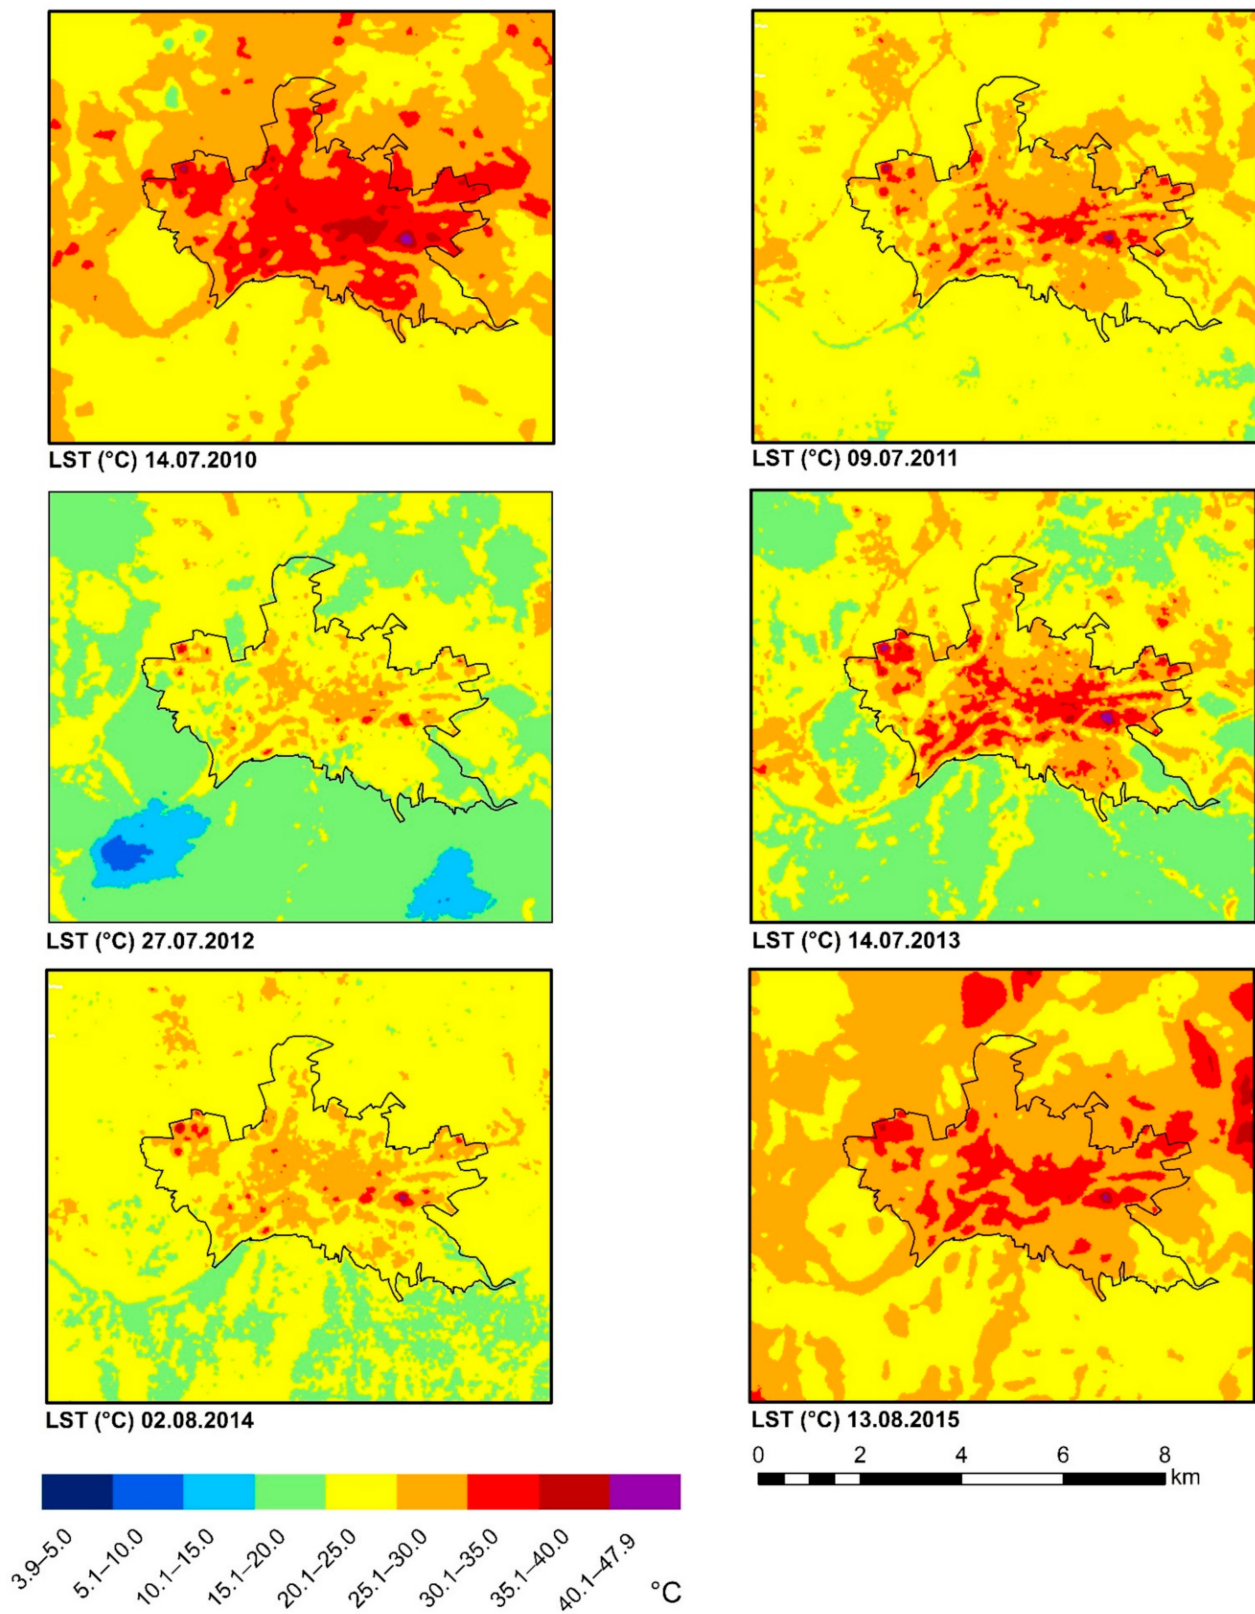 LST (°C) 14.07.2010
LST (°C) 09.07.2011
LST (°C) 27.07.2012
LST (°C) 14.07.2013
LST (°C) 02.08.2014
LST (°C) 13.08.2015
0 2 4 6 8 km
3.9–5.0
5.1–10.0
10.1–15.0
15.1–20.0
20.1–25.0
25.1–30.0
30.1–35.0
35.1–40.0
40.1–47.9
°C